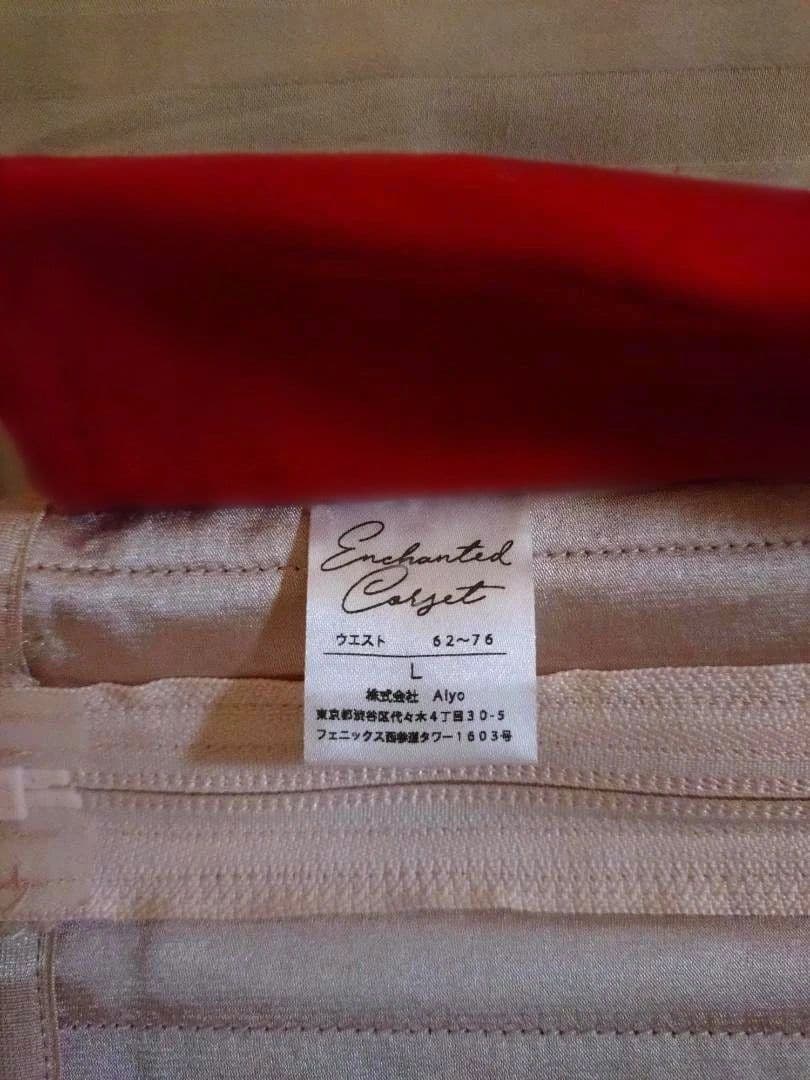 Enchanted
Corset
ウエスト 62～76
L
株式会社 Aiyo
東京都渋谷区代々木4丁目30-5
フェニックス西参道タワー1603号